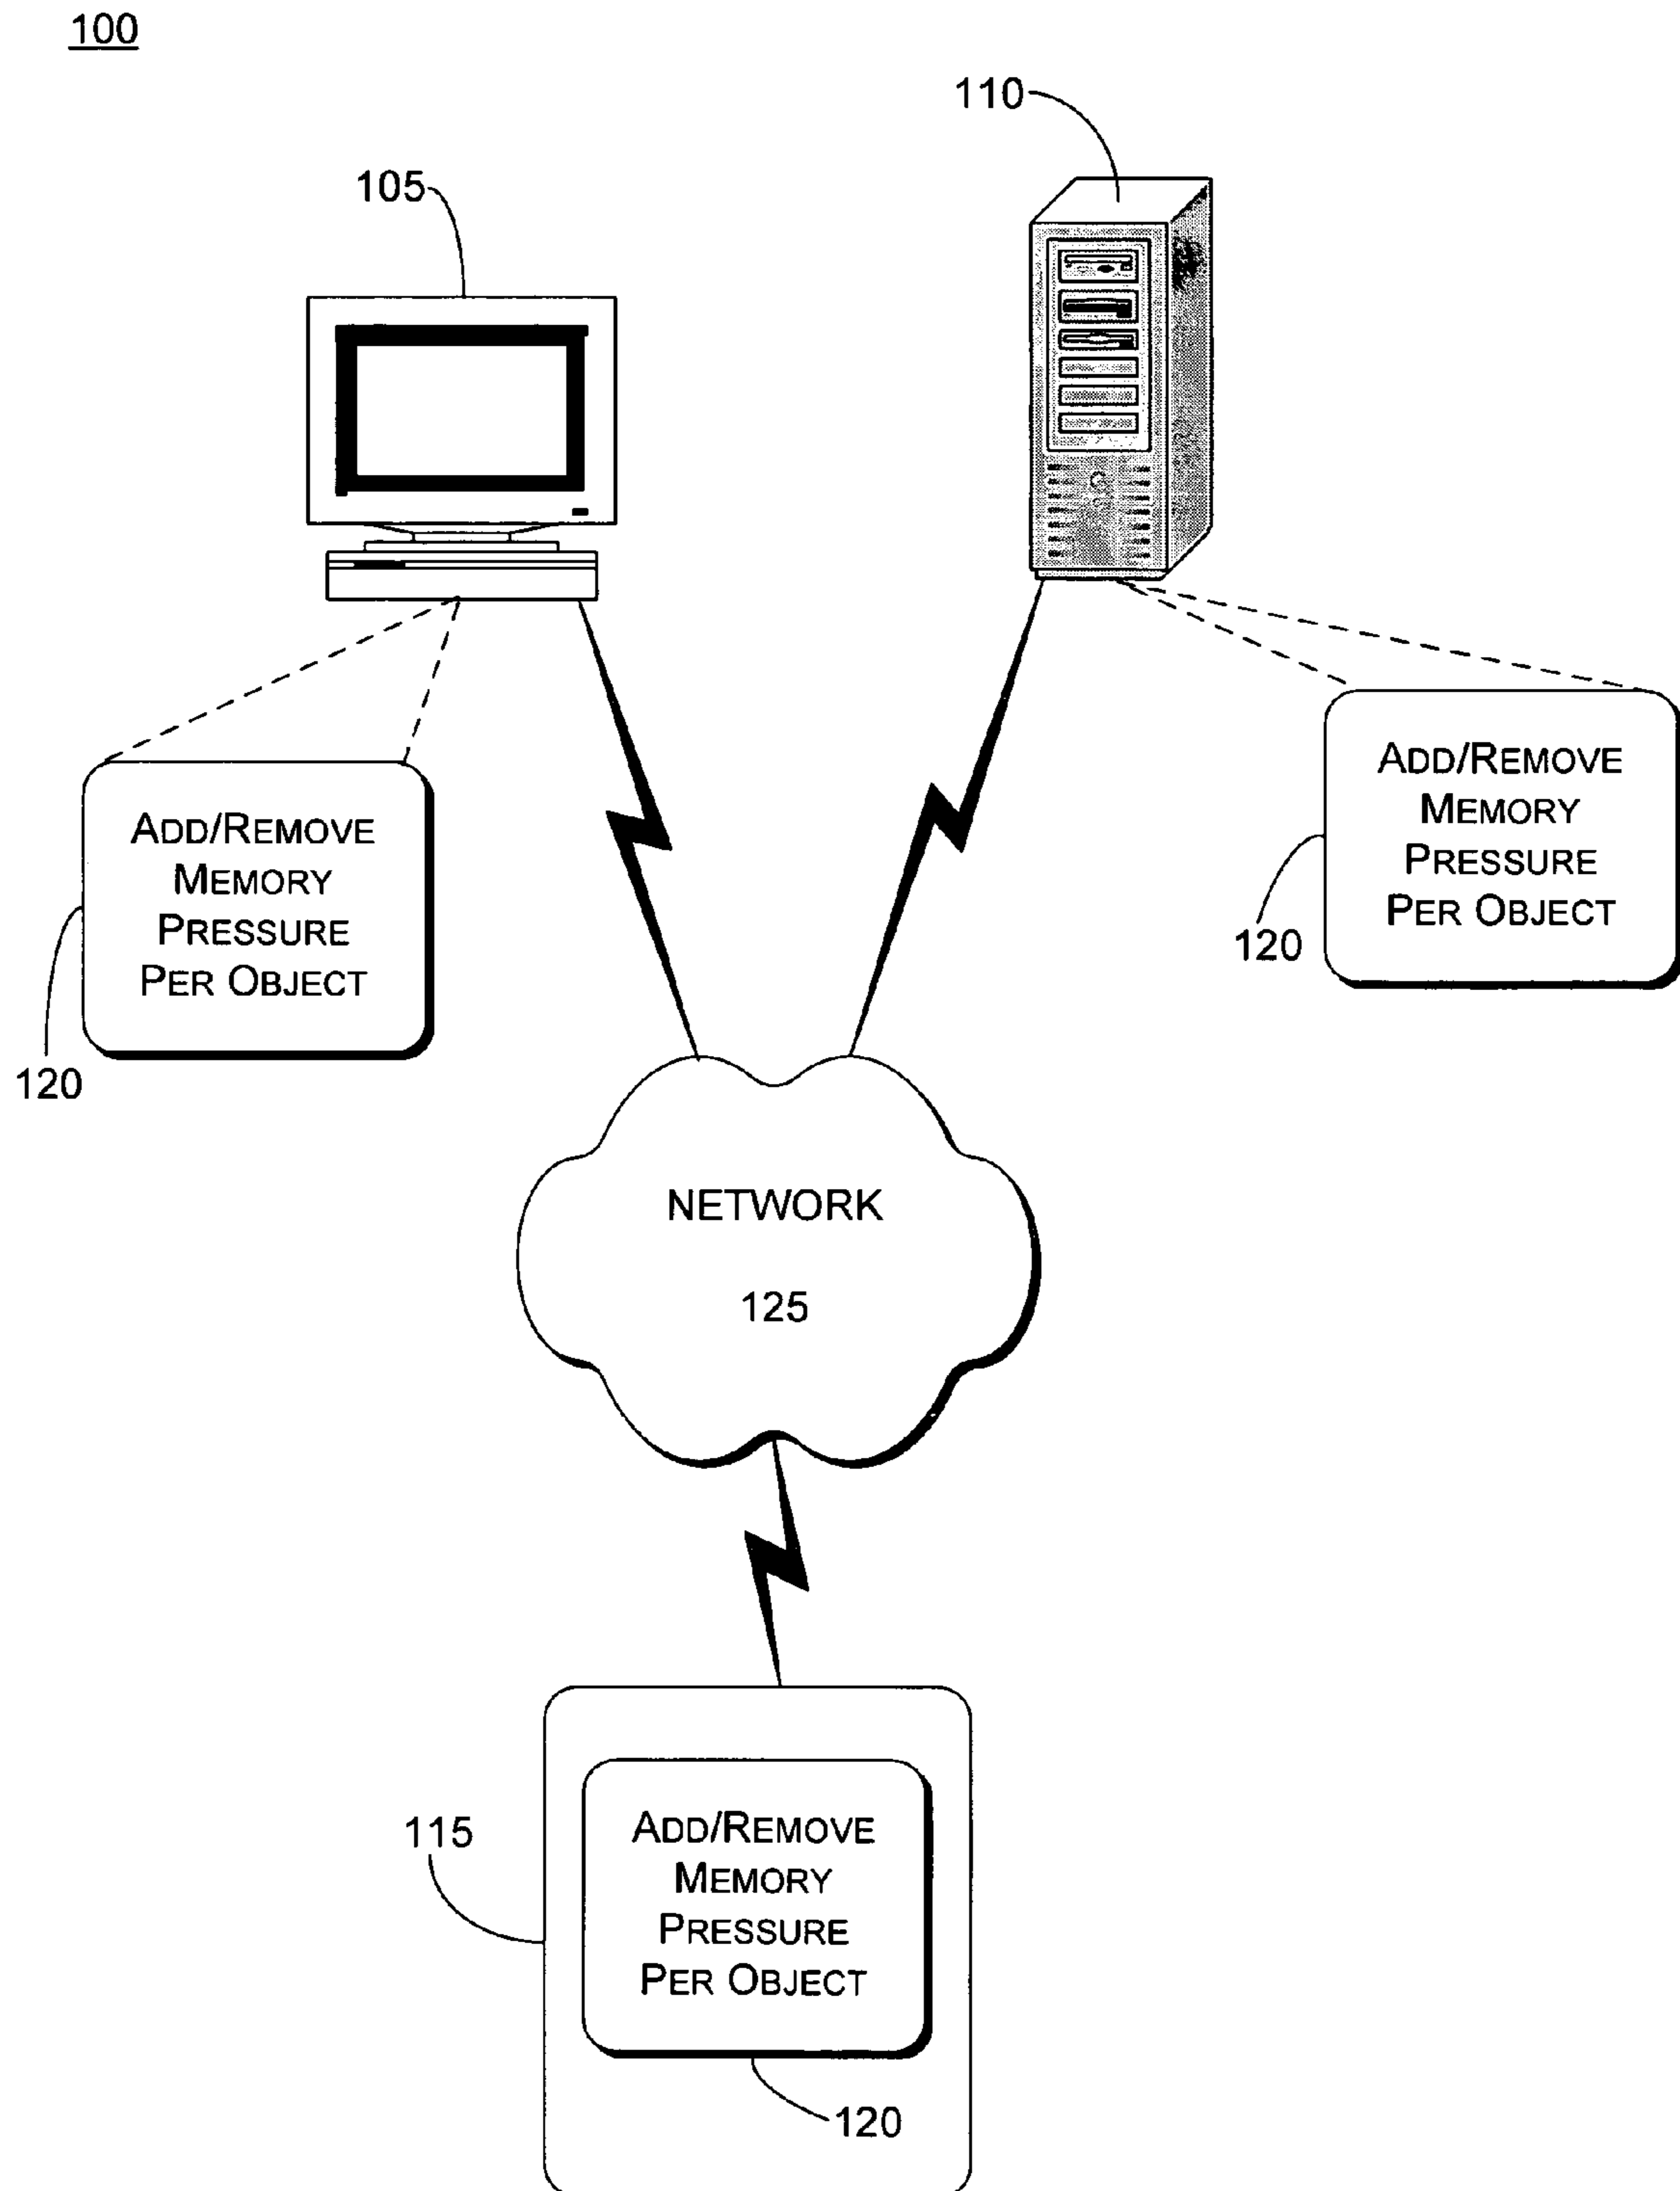 100
110
105
ADD/REMOVE
MEMORY
PRESSURE
PER OBJECT
120
ADD/REMOVE
MEMORY
PRESSURE
PER OBJECT
120
NETWORK
125
115
ADD/REMOVE
MEMORY
PRESSURE
PER OBJECT
120